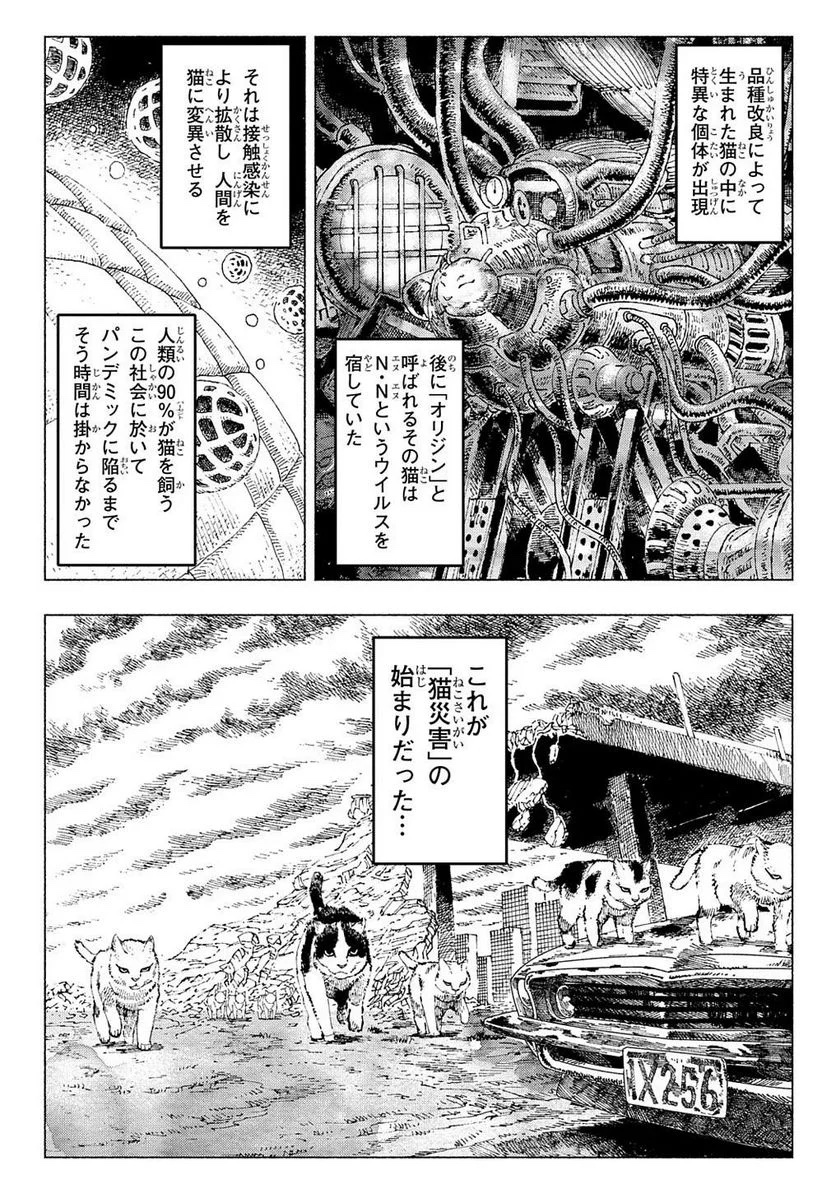 品種改良によって
生まれた猫の中に
特異な個体が出現
後に「オリジン」と
呼ばれるその猫は
N・Nというウイルスを
宿していた
それは接触感染に
より拡散し 人間を
猫に変異させる
人類の90%が猫を飼う
この社会に於いて
パンデミックに陥るまで
そう時間は掛からなかった
これが
「猫災害」の
始まりだった…
1X256